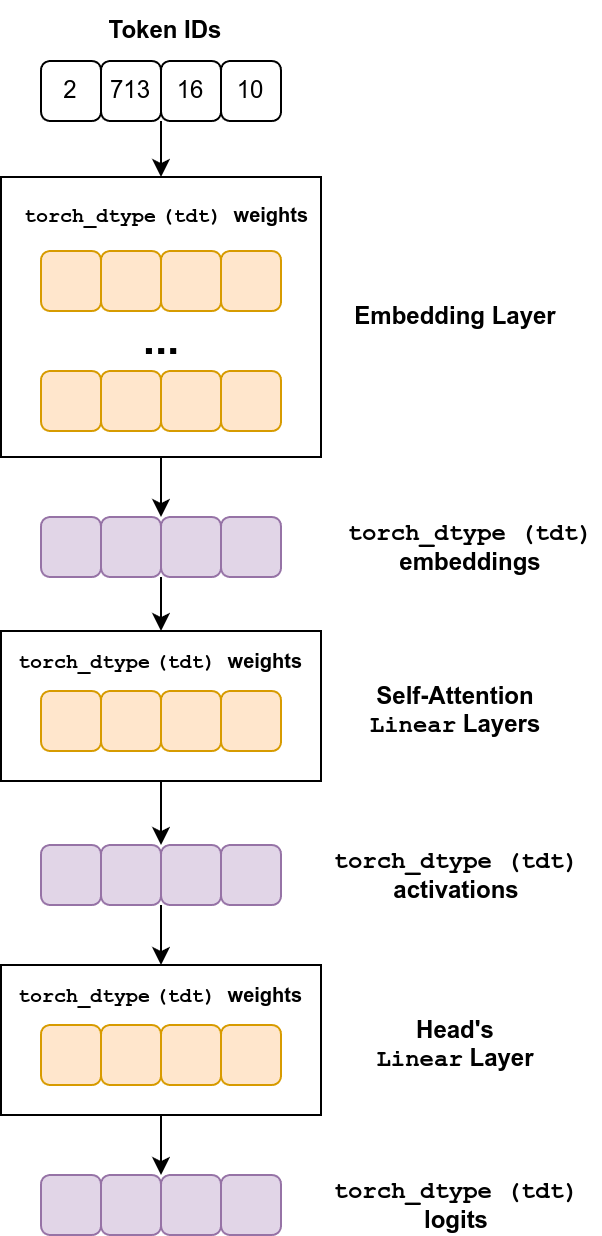 Token IDs
2 713 16 10
torch_dtype (tdt) weights
...
Embedding Layer
torch_dtype (tdt)
embeddings
torch_dtype (tdt) weights
Self-Attention
Linear Layers
torch_dtype (tdt)
activations
torch_dtype (tdt) weights
Head's
Linear Layer
torch_dtype (tdt)
logits